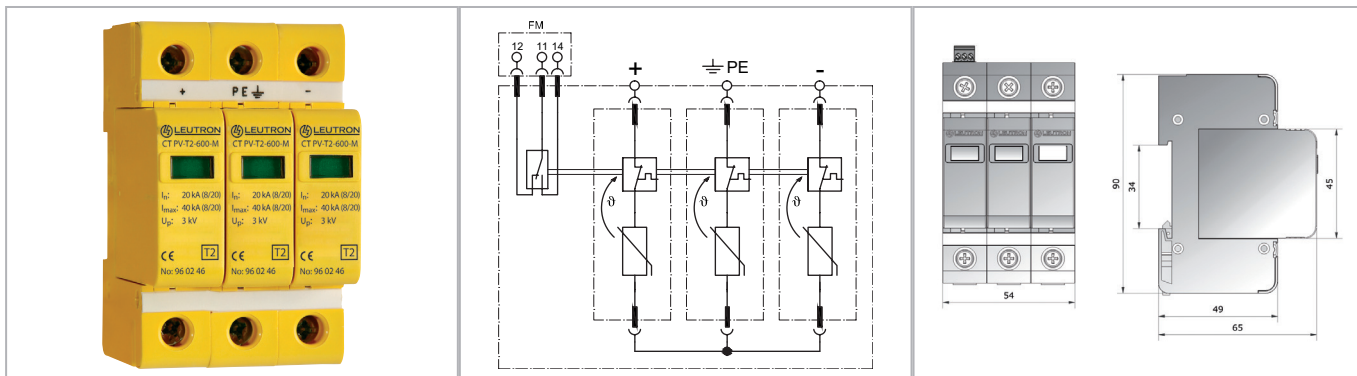 + PE -
LEUTRON LEUTRON LEUTRON
CT PV-T2-600-M CT PV-T2-600-M CT PV-T2-600-M
In: 20 kA (8/20) In: 20 kA (8/20) In: 20 kA (8/20)
Imax: 40 kA (8/20) Imax: 40 kA (8/20) Imax: 40 kA (8/20)
Up: 3 kV Up: 3 kV Up: 3 kV
CE T2 CE T2 CE T2
No: 96 02 46 No: 96 02 46 No: 96 02 46
FM
12 11 14
+ PE -
ϑ ϑ ϑ
LEUTRON LEUTRON LEUTRON
54
90
34
45
49
65